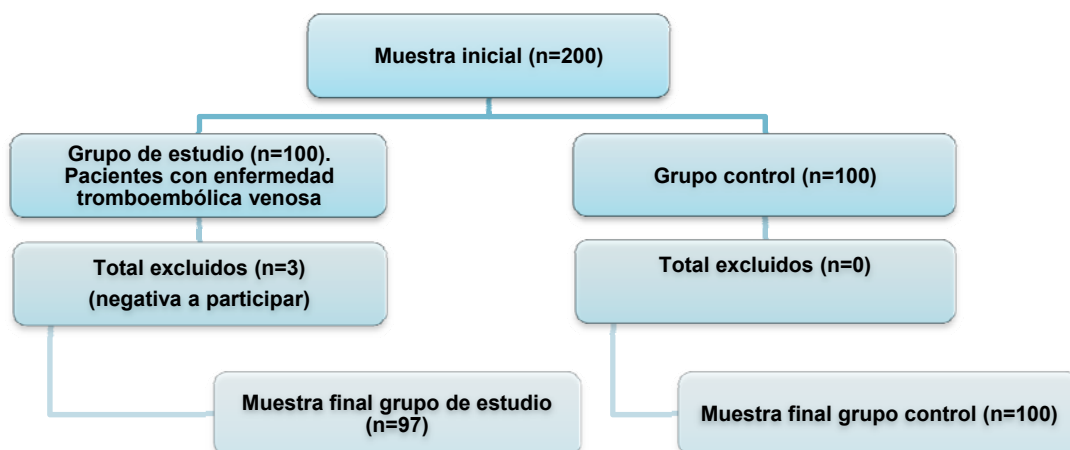 Muestra inicial (n=200)
Grupo de estudio (n=100).
Pacientes con enfermedad
tromboembólica venosa
Grupo control (n=100)
Total excluidos (n=3)
(negativa a participar)
Total excluidos (n=0)
Muestra final grupo de estudio
(n=97)
Muestra final grupo control (n=100)